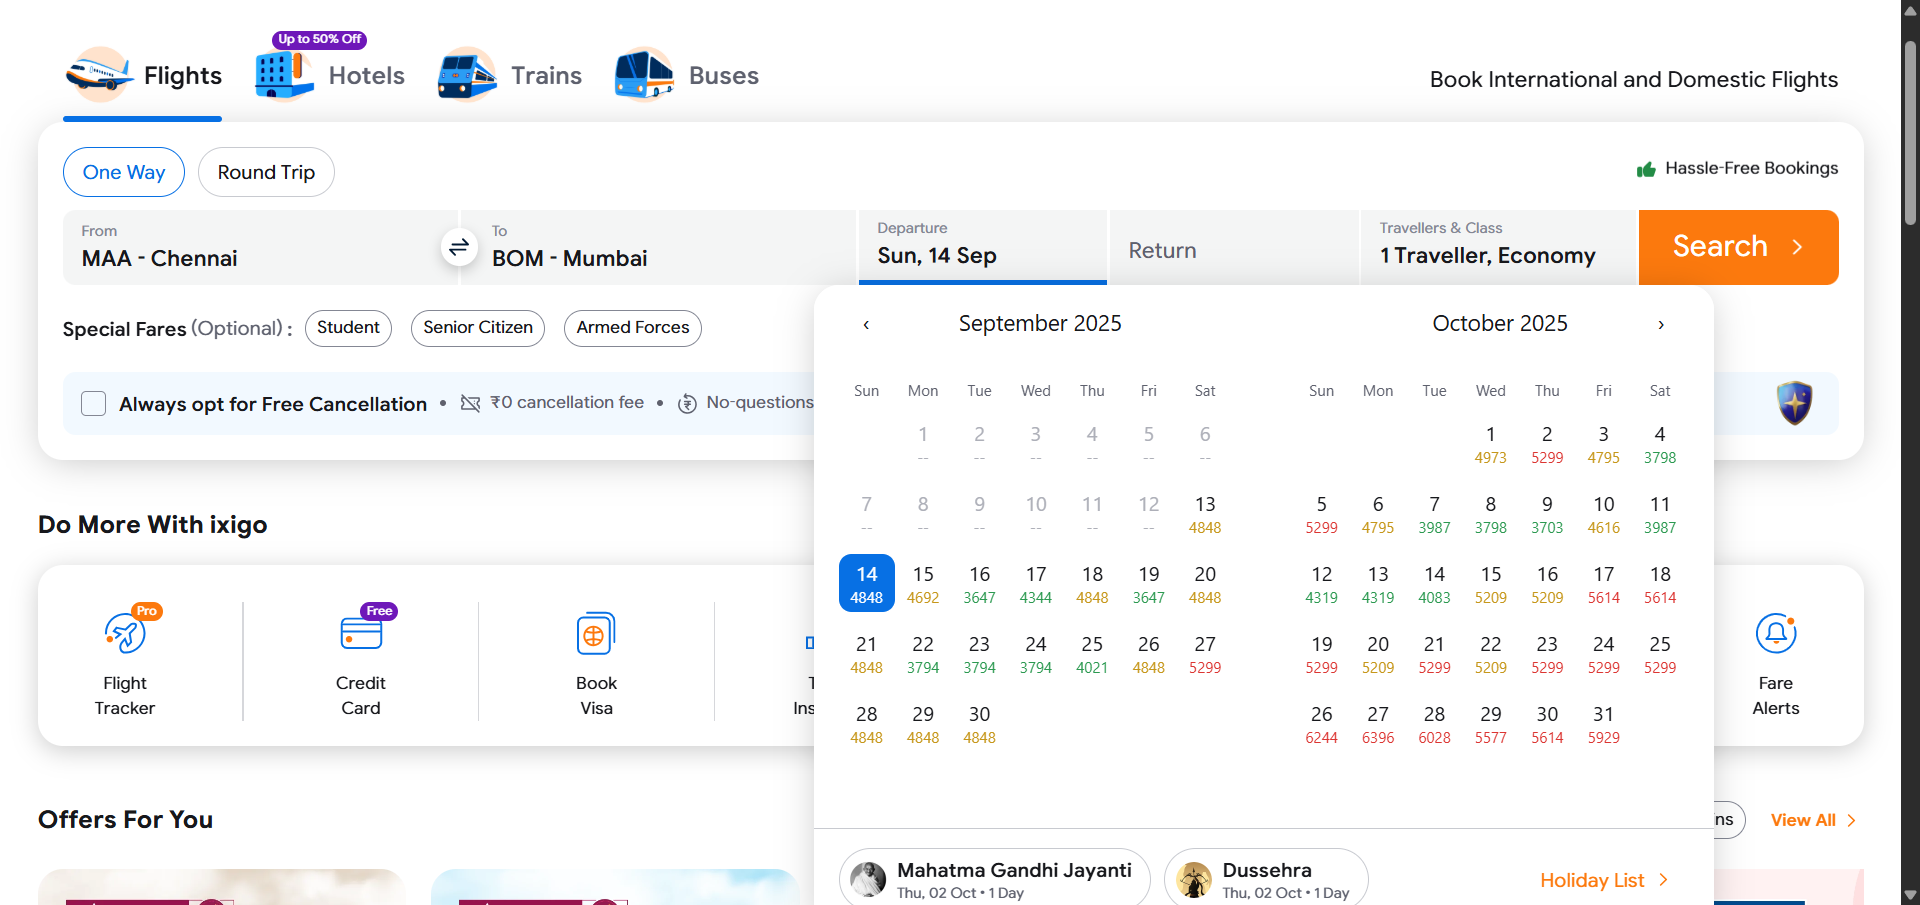 Up to 50% Off
Flights
Hotels
Trains
Buses
Book International and Domestic Flights
One Way
Round Trip
Hassle-Free Bookings
From
MAA - Chennai
To
BOM - Mumbai
Departure
Sun, 14 Sep
Return
Travellers & Class
1 Traveller, Economy
Search
Special Fares (Optional) :
Student
Senior Citizen
Armed Forces
Always opt for Free Cancellation • ₹0 cancellation fee • No-questions
September 2025
Sun Mon Tue Wed Thu Fri Sat
1 2 3 4 5 6
-- -- -- -- -- --
7 8 9 10 11 12 13
-- -- -- -- -- -- 4848
14 15 16 17 18 19 20
4848 4692 3647 4344 4848 3647 4848
21 22 23 24 25 26 27
4848 3794 3794 3794 4021 4848 5299
28 29 30
4848 4848 4848
October 2025
Sun Mon Tue Wed Thu Fri Sat
1 2 3 4
4973 5299 4795 3798
5 6 7 8 9 10 11
5299 4795 3987 3798 3703 4616 3987
12 13 14 15 16 17 18
4319 4319 4083 5209 5209 5614 5614
19 20 21 22 23 24 25
5299 5209 5299 5209 5299 5299 5299
26 27 28 29 30 31
6244 6396 6028 5577 5614 5929
Mahatma Gandhi Jayanti
Thu, 02 Oct • 1 Day
Dussehra
Thu, 02 Oct • 1 Day
Holiday List
Do More With ixigo
Pro
Flight
Tracker
Free
Credit
Card
Book
Visa
T
Ins
Fare
Alerts
Offers For You
ns
View All